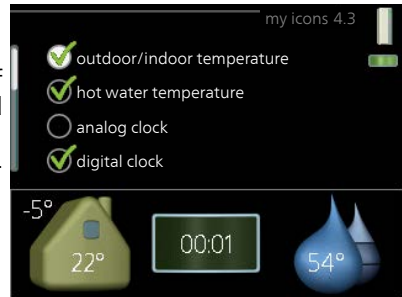 my icons 4.3
outdoor/indoor temperature
hot water temperature
analog clock
digital clock
-5°
22°
00:01
54°